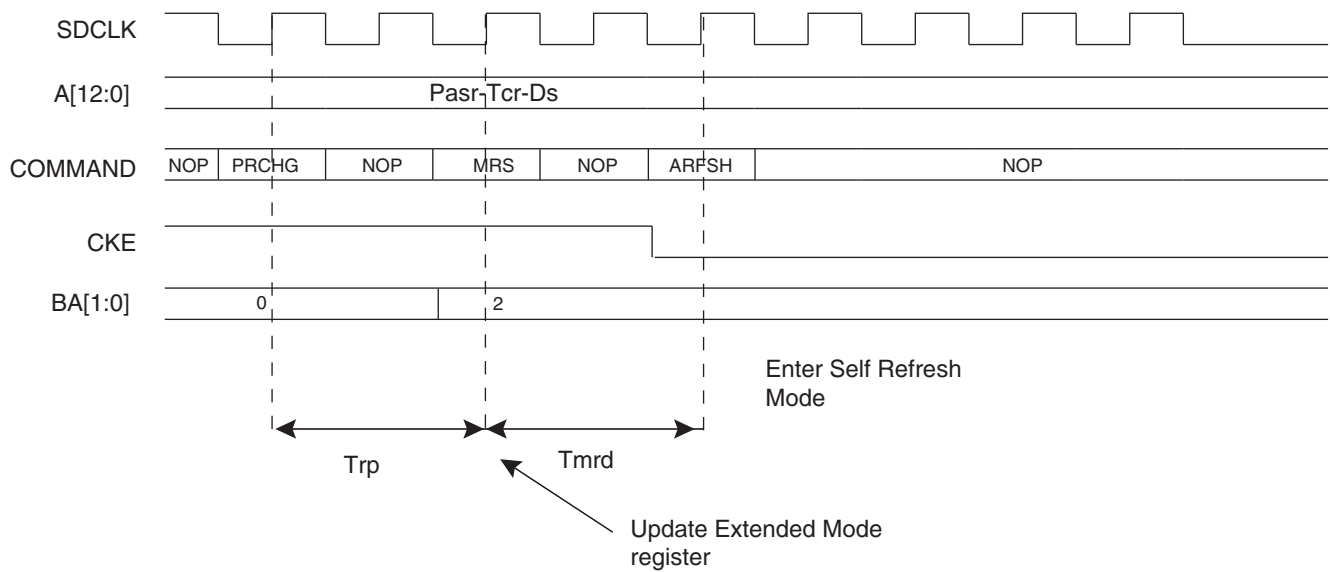 SDCLK
A[12:0]
Pasr-Tcr-Ds
COMMAND
NOP PRCHG NOP MRS NOP ARFSH NOP
CKE
BA[1:0]
0 2
Enter Self Refresh
Mode
Trp Tmrd
Update Extended Mode
register